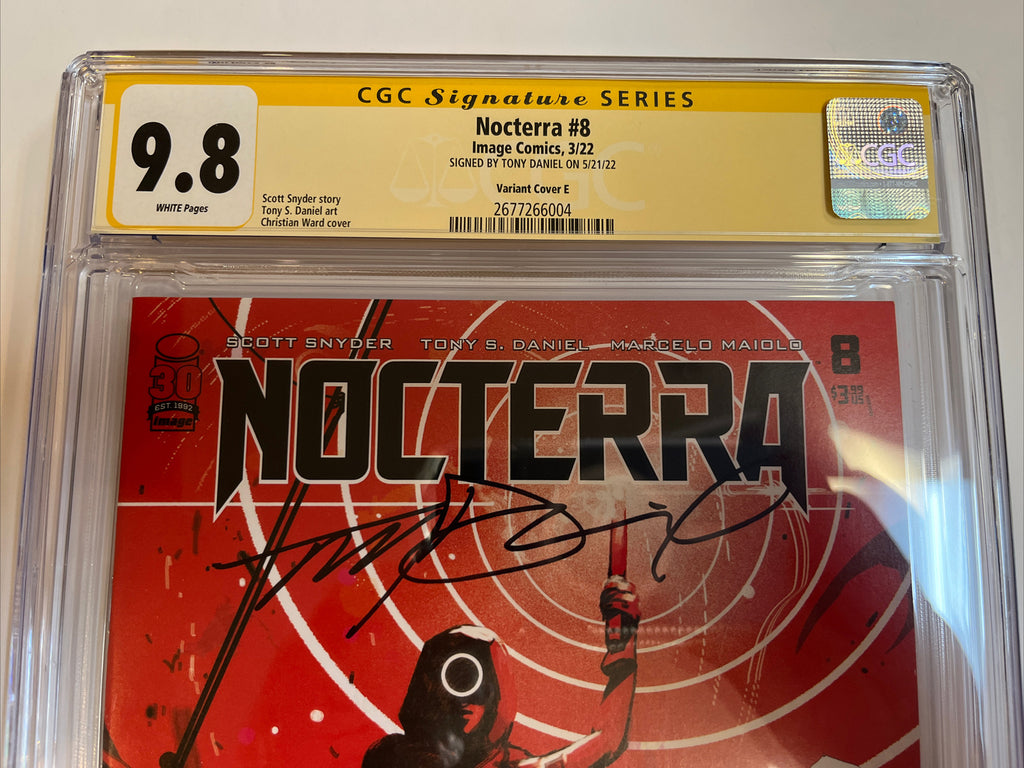 CGC Signature SERIES
9.8
WHITE Pages
Nocterra #8
Image Comics, 3/22
SIGNED BY TONY DANIEL ON 5/21/22
Variant Cover E
2677266004
Scott Snyder story
Tony S. Daniel art
Christian Ward cover
CGC
CGC
SCOTT SNYDER TONY S. DANIEL MARCELO MAIOLO
NOCTERRA
8
30
EST. 1992
image